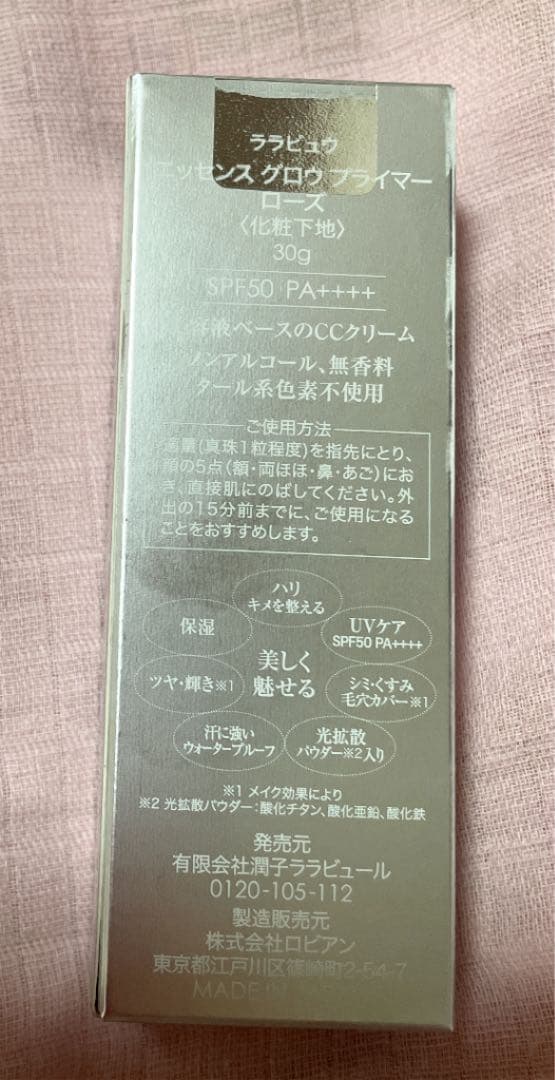 ララビュウ
エッセンス グロウ プライマー
ローズ
〈化粧下地〉
30g
SPF50 PA++++
容液ベースのCCクリーム
ノンアルコール、無香料
タール系色素不使用
ご使用方法
適量(真珠1粒程度)を指先にとり、
顔の5点(額・両ほほ・鼻・あご)にお
き、直接肌にのばしてください。外
出の15分前までに、ご使用になる
ことをおすすめします。
ハリ
キメを整える
保湿
UVケア
SPF50 PA++++
美しく
魅せる
ツヤ・輝き※1
シミ・くすみ
毛穴カバー※1
汗に強い
ウォータープルーフ
光拡散
パウダー※2入り
※1 メイク効果により
※2 光拡散パウダー:酸化チタン、酸化亜鉛、酸化鉄
発売元
有限会社潤子ララビュール
0120-105-112
製造販売元
株式会社ロビアン
東京都江戸川区篠崎町2-54-7
MADE IN